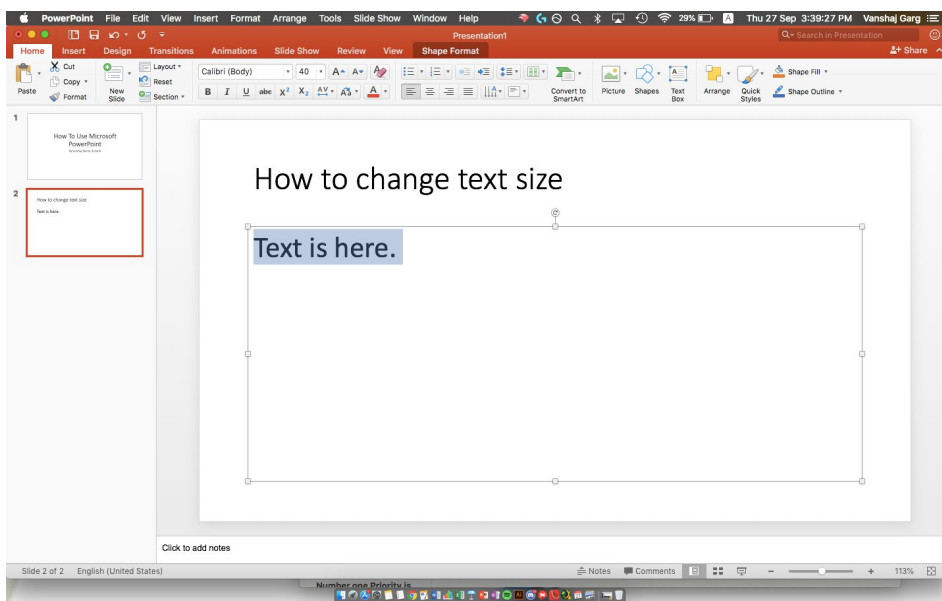 PowerPoint File Edit View Insert Format Arrange Tools Slide Show Window Help 29% A Thu 27 Sep 3:39:27 PM Vanshaj Garg
Presentation1
Search in Presentation
Home Insert Design Transitions Animations Slide Show Review View Shape Format Share
Paste
Cut
Copy
Format
New Slide
Layout
Reset
Section
Calibri (Body) 40 A A
B I U abc X² X₂ AV Aa A
Convert to SmartArt
Picture
Shapes
Text Box
Arrange
Quick Styles
Shape Fill
Shape Outline
1
How To Use Microsoft
PowerPoint
2
How to change text size
Text is here.
How to change text size
Text is here.
Click to add notes
Slide 2 of 2 English (United States) Notes Comments 113%
Number one Priority is